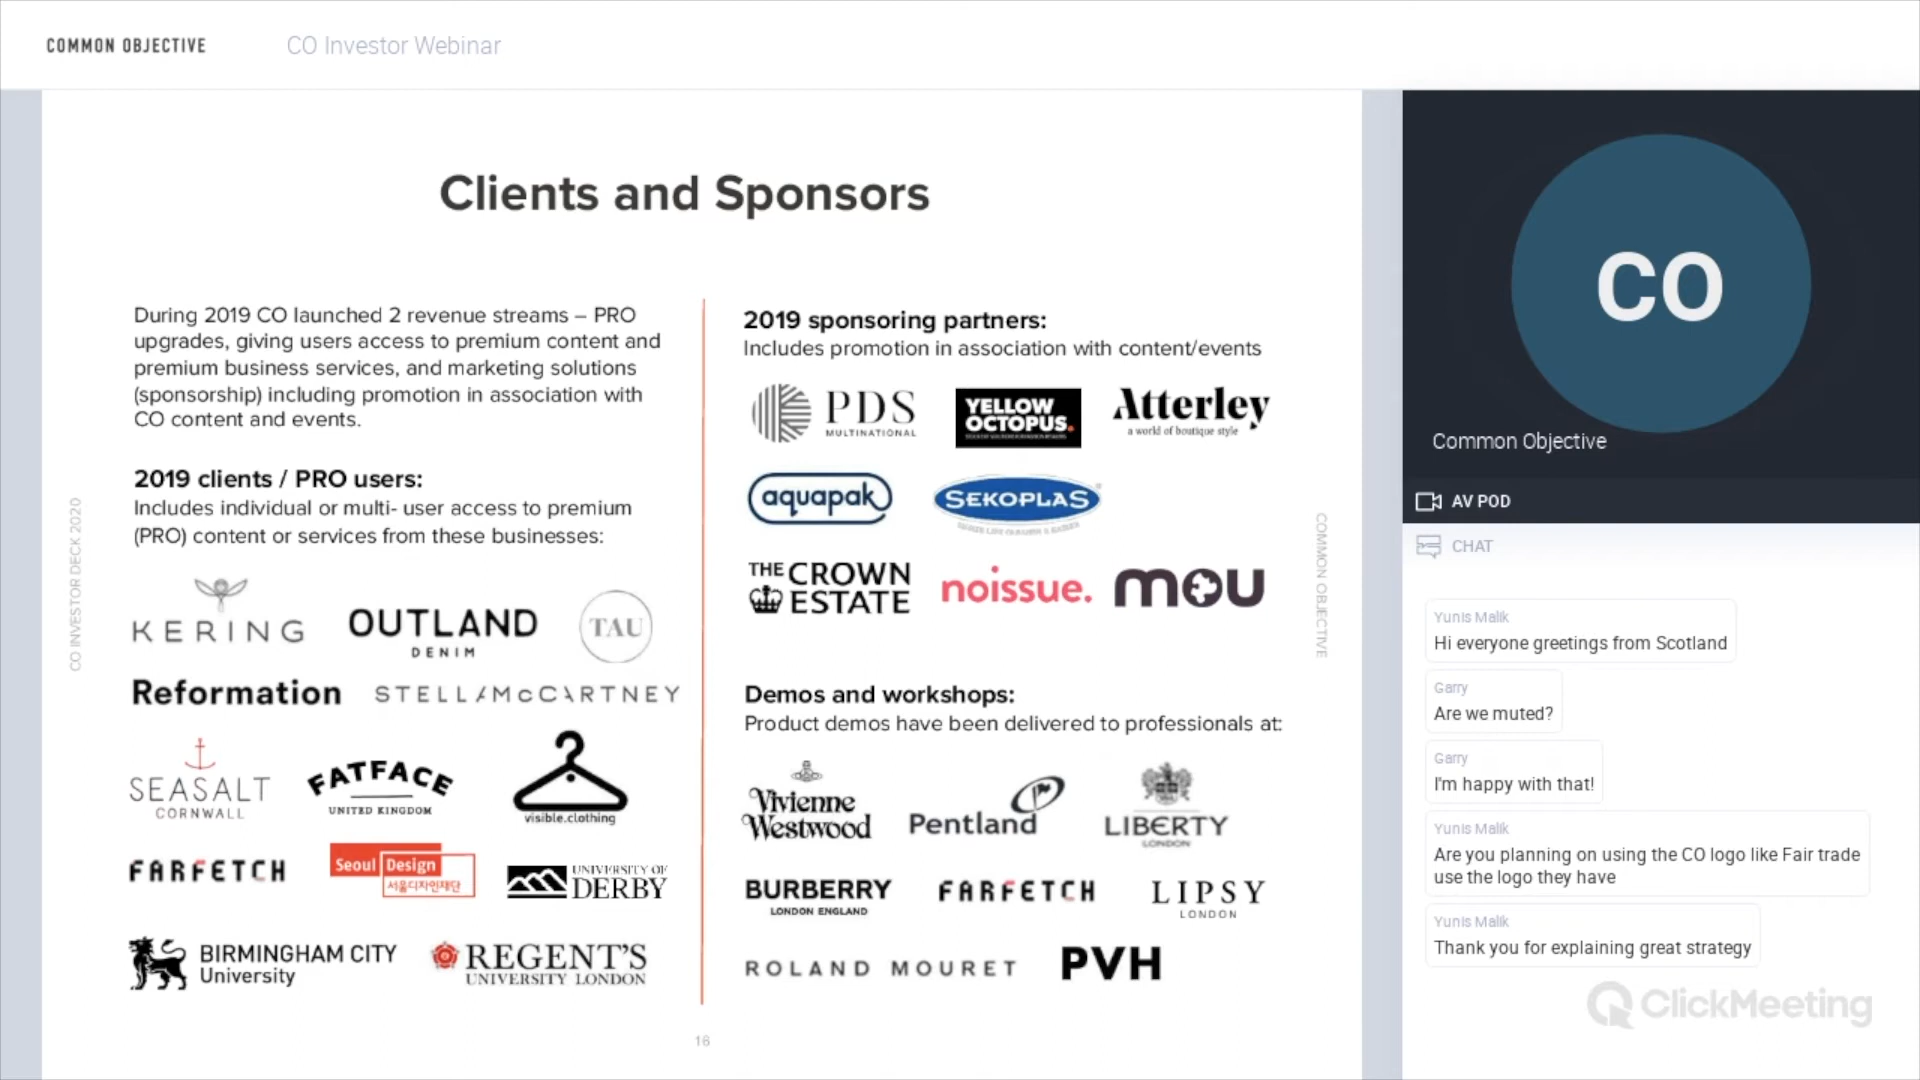 COMMON OBJECTIVE
CO Investor Webinar
Clients and Sponsors
During 2019 CO launched 2 revenue streams – PRO
upgrades, giving users access to premium content and
premium business services, and marketing solutions
(sponsorship) including promotion in association with
CO content and events.
2019 clients / PRO users:
Includes individual or multi- user access to premium
(PRO) content or services from these businesses:
KERING
OUTLAND
DENIM
TAU
Reformation
STELLA McCARTNEY
SEASALT
CORNWALL
FATFACE
UNITED KINGDOM
visible.clothing
FARFETCH
Seoul Design
서울디자인재단
UNIVERSITY OF
DERBY
BIRMINGHAM CITY
University
REGENT'S
UNIVERSITY LONDON
2019 sponsoring partners:
Includes promotion in association with content/events
PDS
MULTINATIONAL
YELLOW
OCTOPUS.
Atterley
a world of boutique style
aquapak
SEKOPLAS
THE CROWN
ESTATE
noissue.
mou
Demos and workshops:
Product demos have been delivered to professionals at:
Vivienne
Westwood
Pentland
LIBERTY
LONDON
BURBERRY
LONDON ENGLAND
FARFETCH
LIPSY
LONDON
ROLAND MOURET
PVH
CO INVESTOR DECK 2020
COMMON OBJECTIVE
16
CO
Common Objective
AV POD
CHAT
Yunis Malik
Hi everyone greetings from Scotland
Garry
Are we muted?
Garry
I'm happy with that!
Yunis Malik
Are you planning on using the CO logo like Fair trade
use the logo they have
Yunis Malik
Thank you for explaining great strategy
ClickMeeting